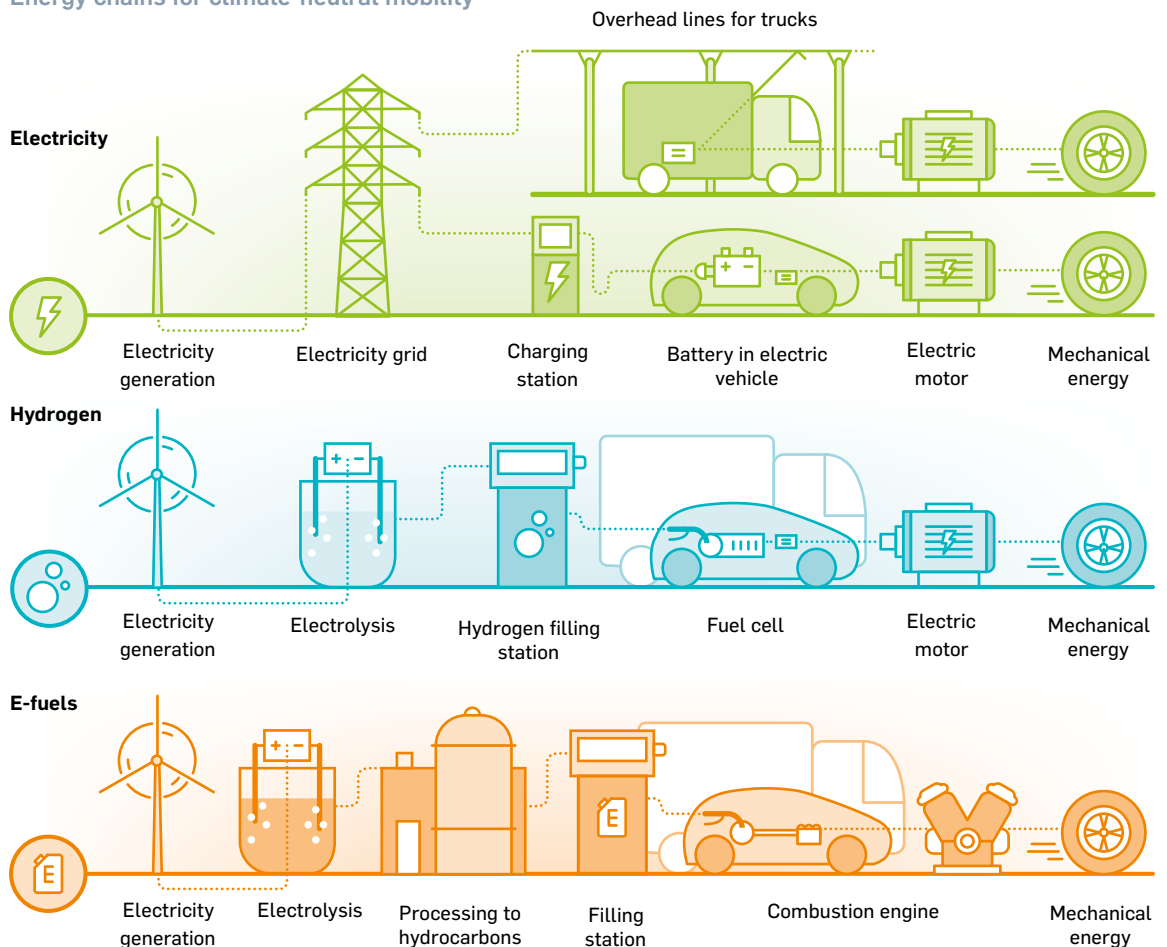 Energy chains for climate-neutral mobility
Overhead lines for trucks
Electricity
Electricity
generation
Electricity grid
Charging
station
Battery in electric
vehicle
Electric
motor
Mechanical
energy
Hydrogen
Electricity
generation
Electrolysis
Hydrogen filling
station
Fuel cell
Electric
motor
Mechanical
energy
E-fuels
E
E
Electricity
generation
Electrolysis
Processing to
hydrocarbons
Filling
station
Combustion engine
Mechanical
energy